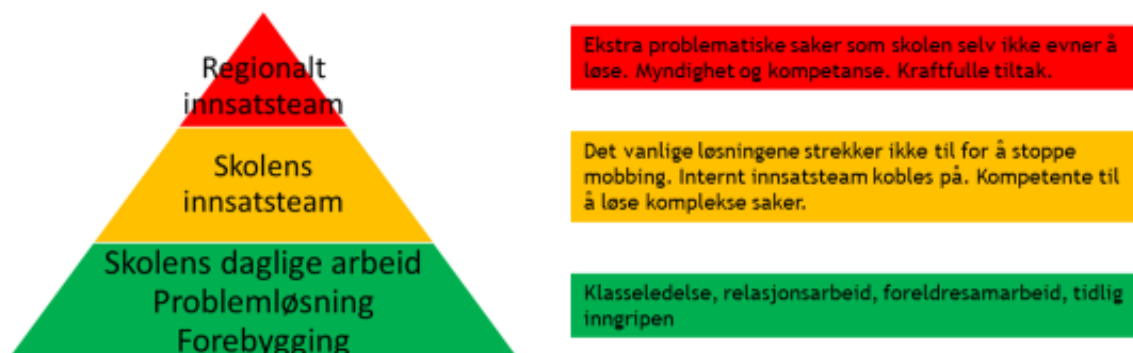 Regionalt
innsatsteam
Ekstra problematiske saker som skolen selv ikke evner å
løse. Myndighet og kompetanse. Kraftfulle tiltak.
Skolens
innsatsteam
Det vanlige løsningene strekker ikke til for å stoppe
mobbing. Internt innsatsteam kobles på. Kompetente til
å løse komplekse saker.
Skolens daglige arbeid
Problemløsning
Forebygging
Klasseledelse, relasjonsarbeid, foreldresamarbeid, tidlig
inngripen